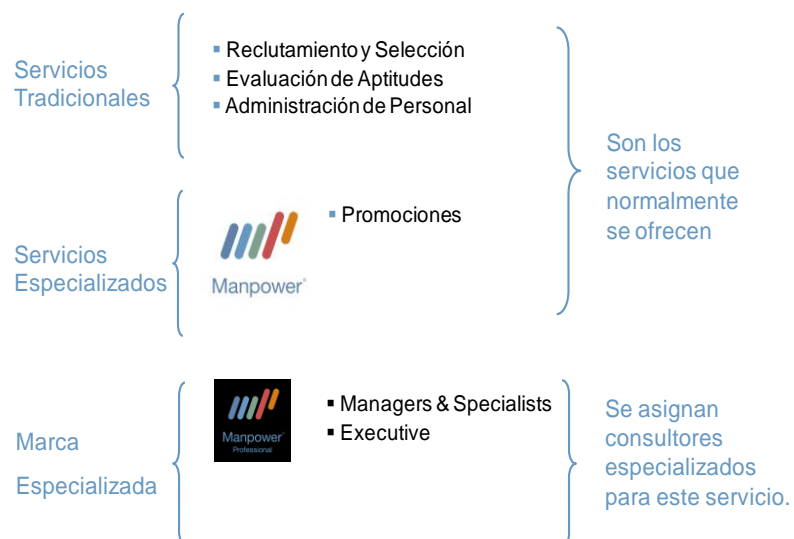 Servicios
Tradicionales
▪ Reclutamiento y Selección
▪ Evaluación de Aptitudes
▪ Administración de Personal
Servicios
Especializados
Manpower
▪ Promociones
Son los
servicios que
normalmente
se ofrecen
Marca
Especializada
Manpower
Professional
▪ Managers & Specialists
▪ Executive
Se asignan
consultores
especializados
para este servicio.